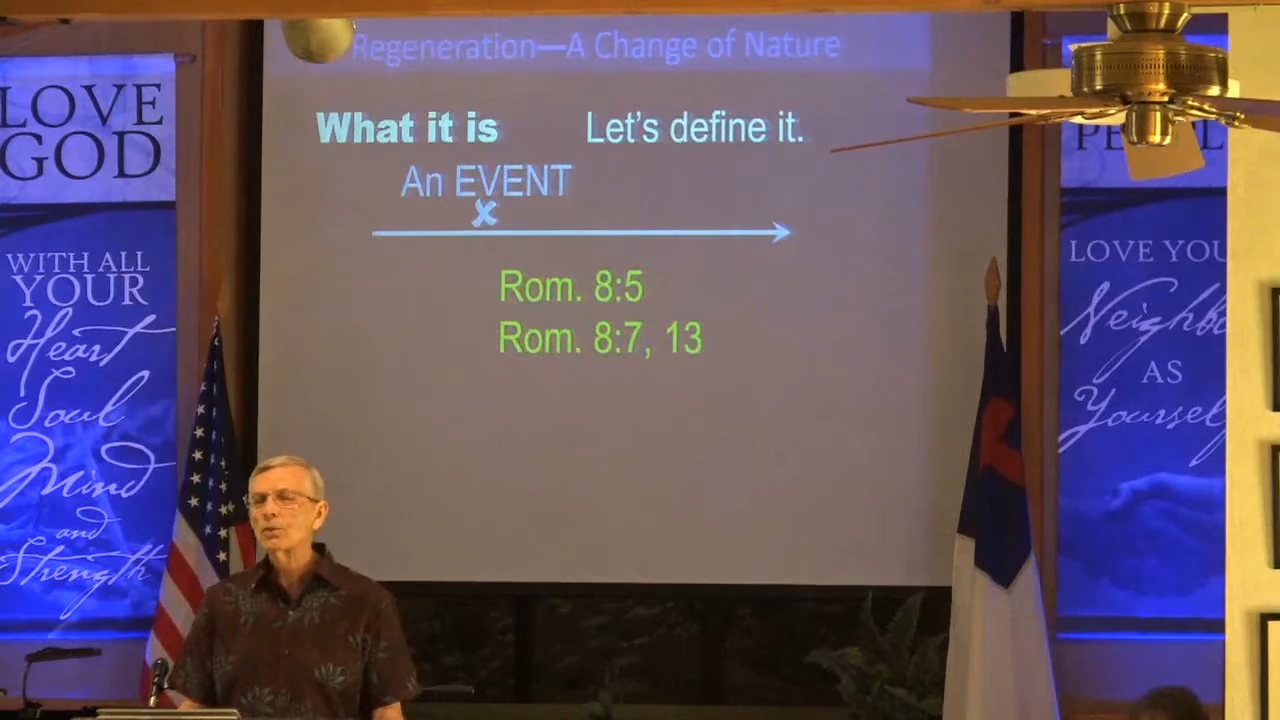 Regeneration—A Change of Nature
What it is Let's define it.
An EVENT
x
Rom. 8:5
Rom. 8:7, 13
LOVE
GOD
WITH ALL
YOUR
Heart
Soul
Mind
and
Strength
LOVE
AS